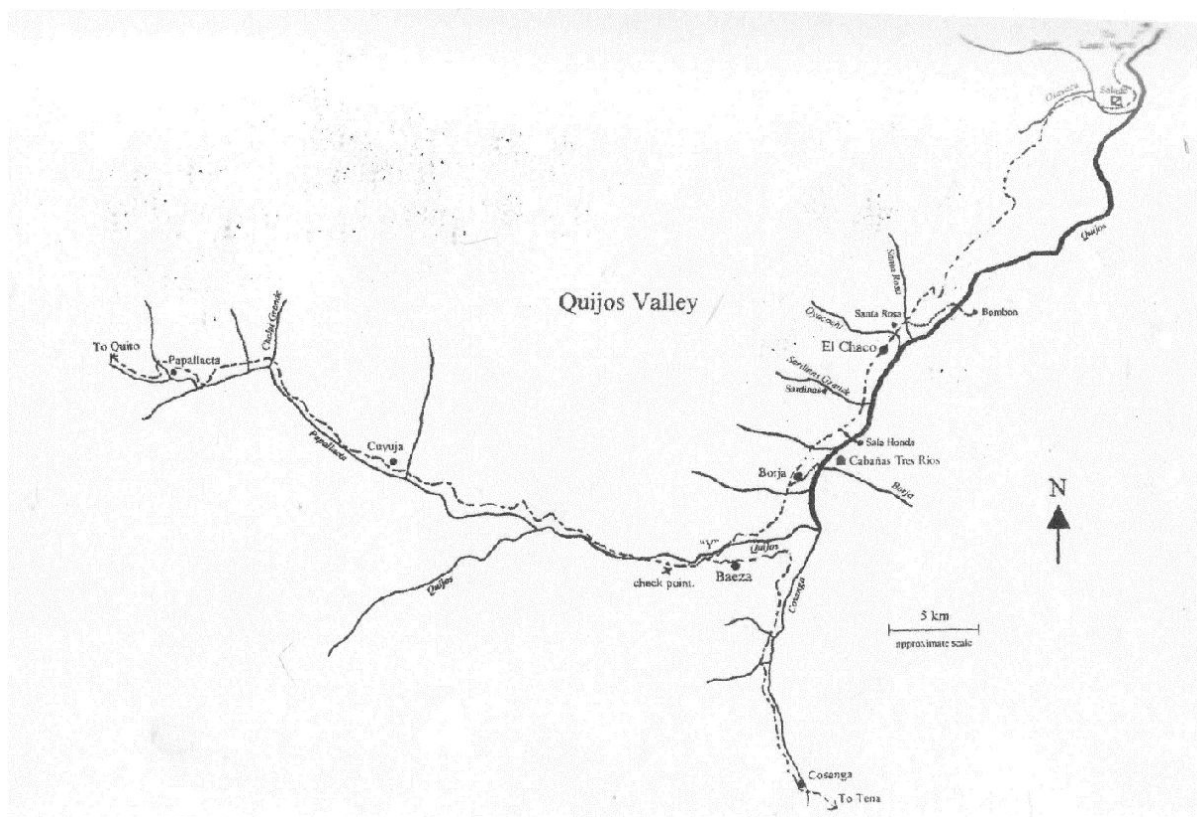 Salado
Quijos
Santa Rosa
Quijos Valley
Chalpi Grande
Bombon
Santa Rosa
Oyacachi
To Quito
El Chaco
Papallacta
Sardinas Grande
Sardinas
Papallacta
Cuyuja
Sala Honda
Cabañas Tres Rios
Borja
Borja
N
"Y"
Quijos
check point.
Baeza
Quijos
Cosanga
5 km
approximate scale
Cosanga
To Tena